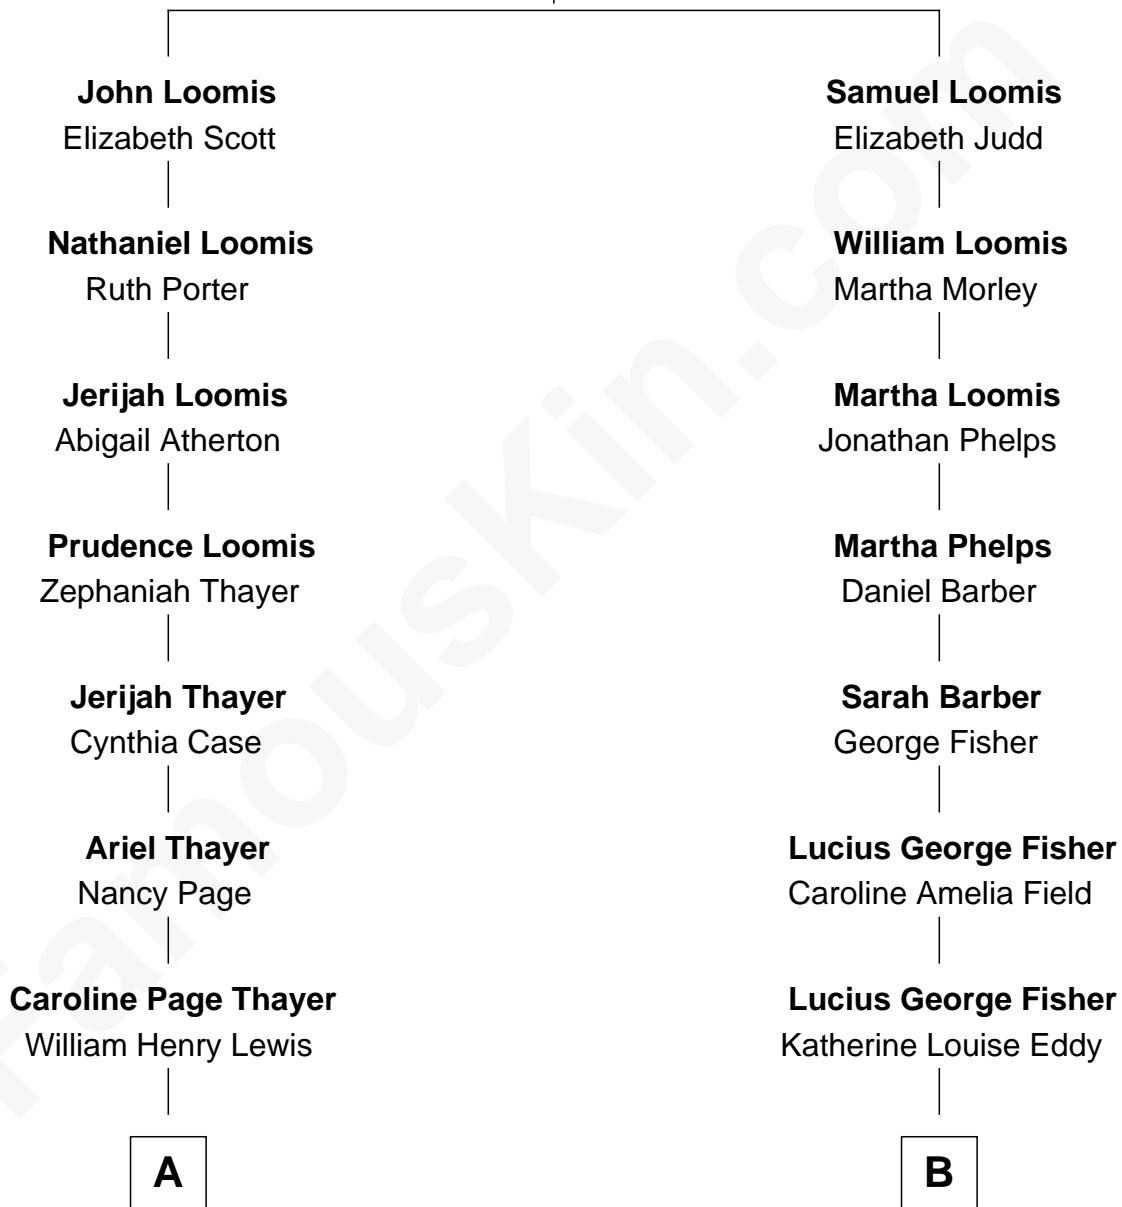 John Loomis
Elizabeth Scott
Nathaniel Loomis
Ruth Porter
Jerijah Loomis
Abigail Atherton
Prudence Loomis
Zephaniah Thayer
Jerijah Thayer
Cynthia Case
Ariel Thayer
Nancy Page
Caroline Page Thayer
William Henry Lewis
A
Samuel Loomis
Elizabeth Judd
William Loomis
Martha Morley
Martha Loomis
Jonathan Phelps
Martha Phelps
Daniel Barber
Sarah Barber
George Fisher
Lucius George Fisher
Caroline Amelia Field
Lucius George Fisher
Katherine Louise Eddy
B
FamousKin.com